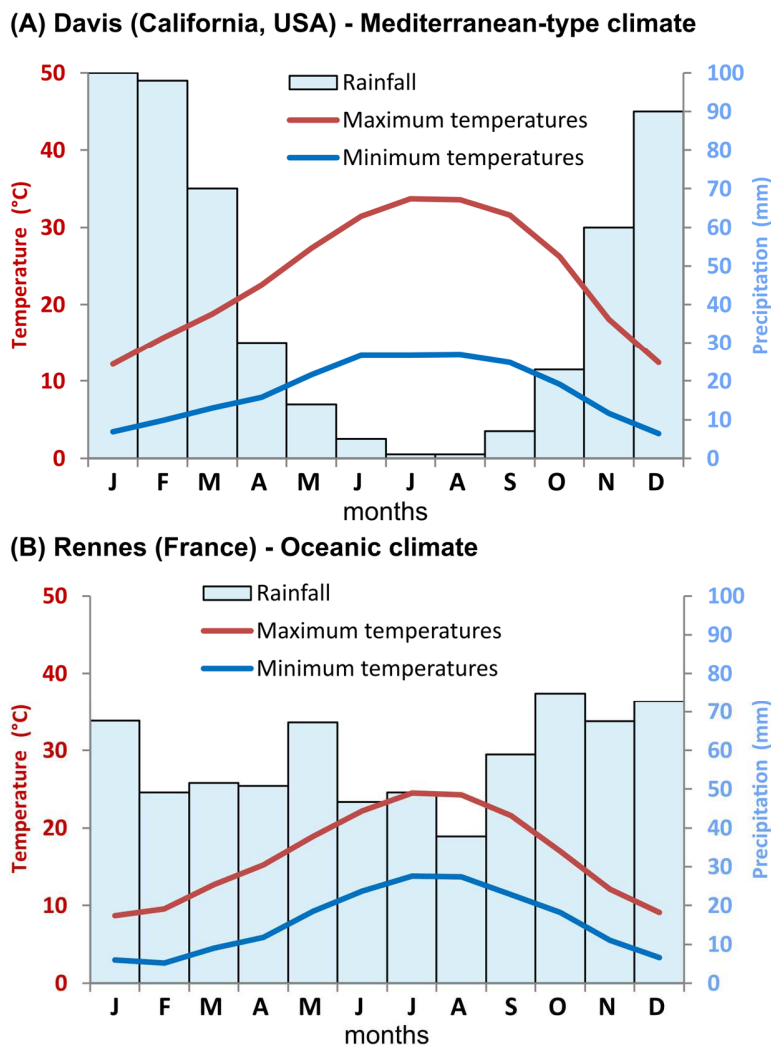 (A) Davis (California, USA) - Mediterranean-type climate
50
40
30
20
10
0
Temperature (°C)
Rainfall
Maximum temperatures
Minimum temperatures
100
90
80
70
60
50
40
30
20
10
0
Precipitation (mm)
J F M A M J J A S O N D
months
(B) Rennes (France) - Oceanic climate
50
40
30
20
10
0
Temperature (°C)
Rainfall
Maximum temperatures
Minimum temperatures
100
90
80
70
60
50
40
30
20
10
0
Precipitation (mm)
J F M A M J J A S O N D
months